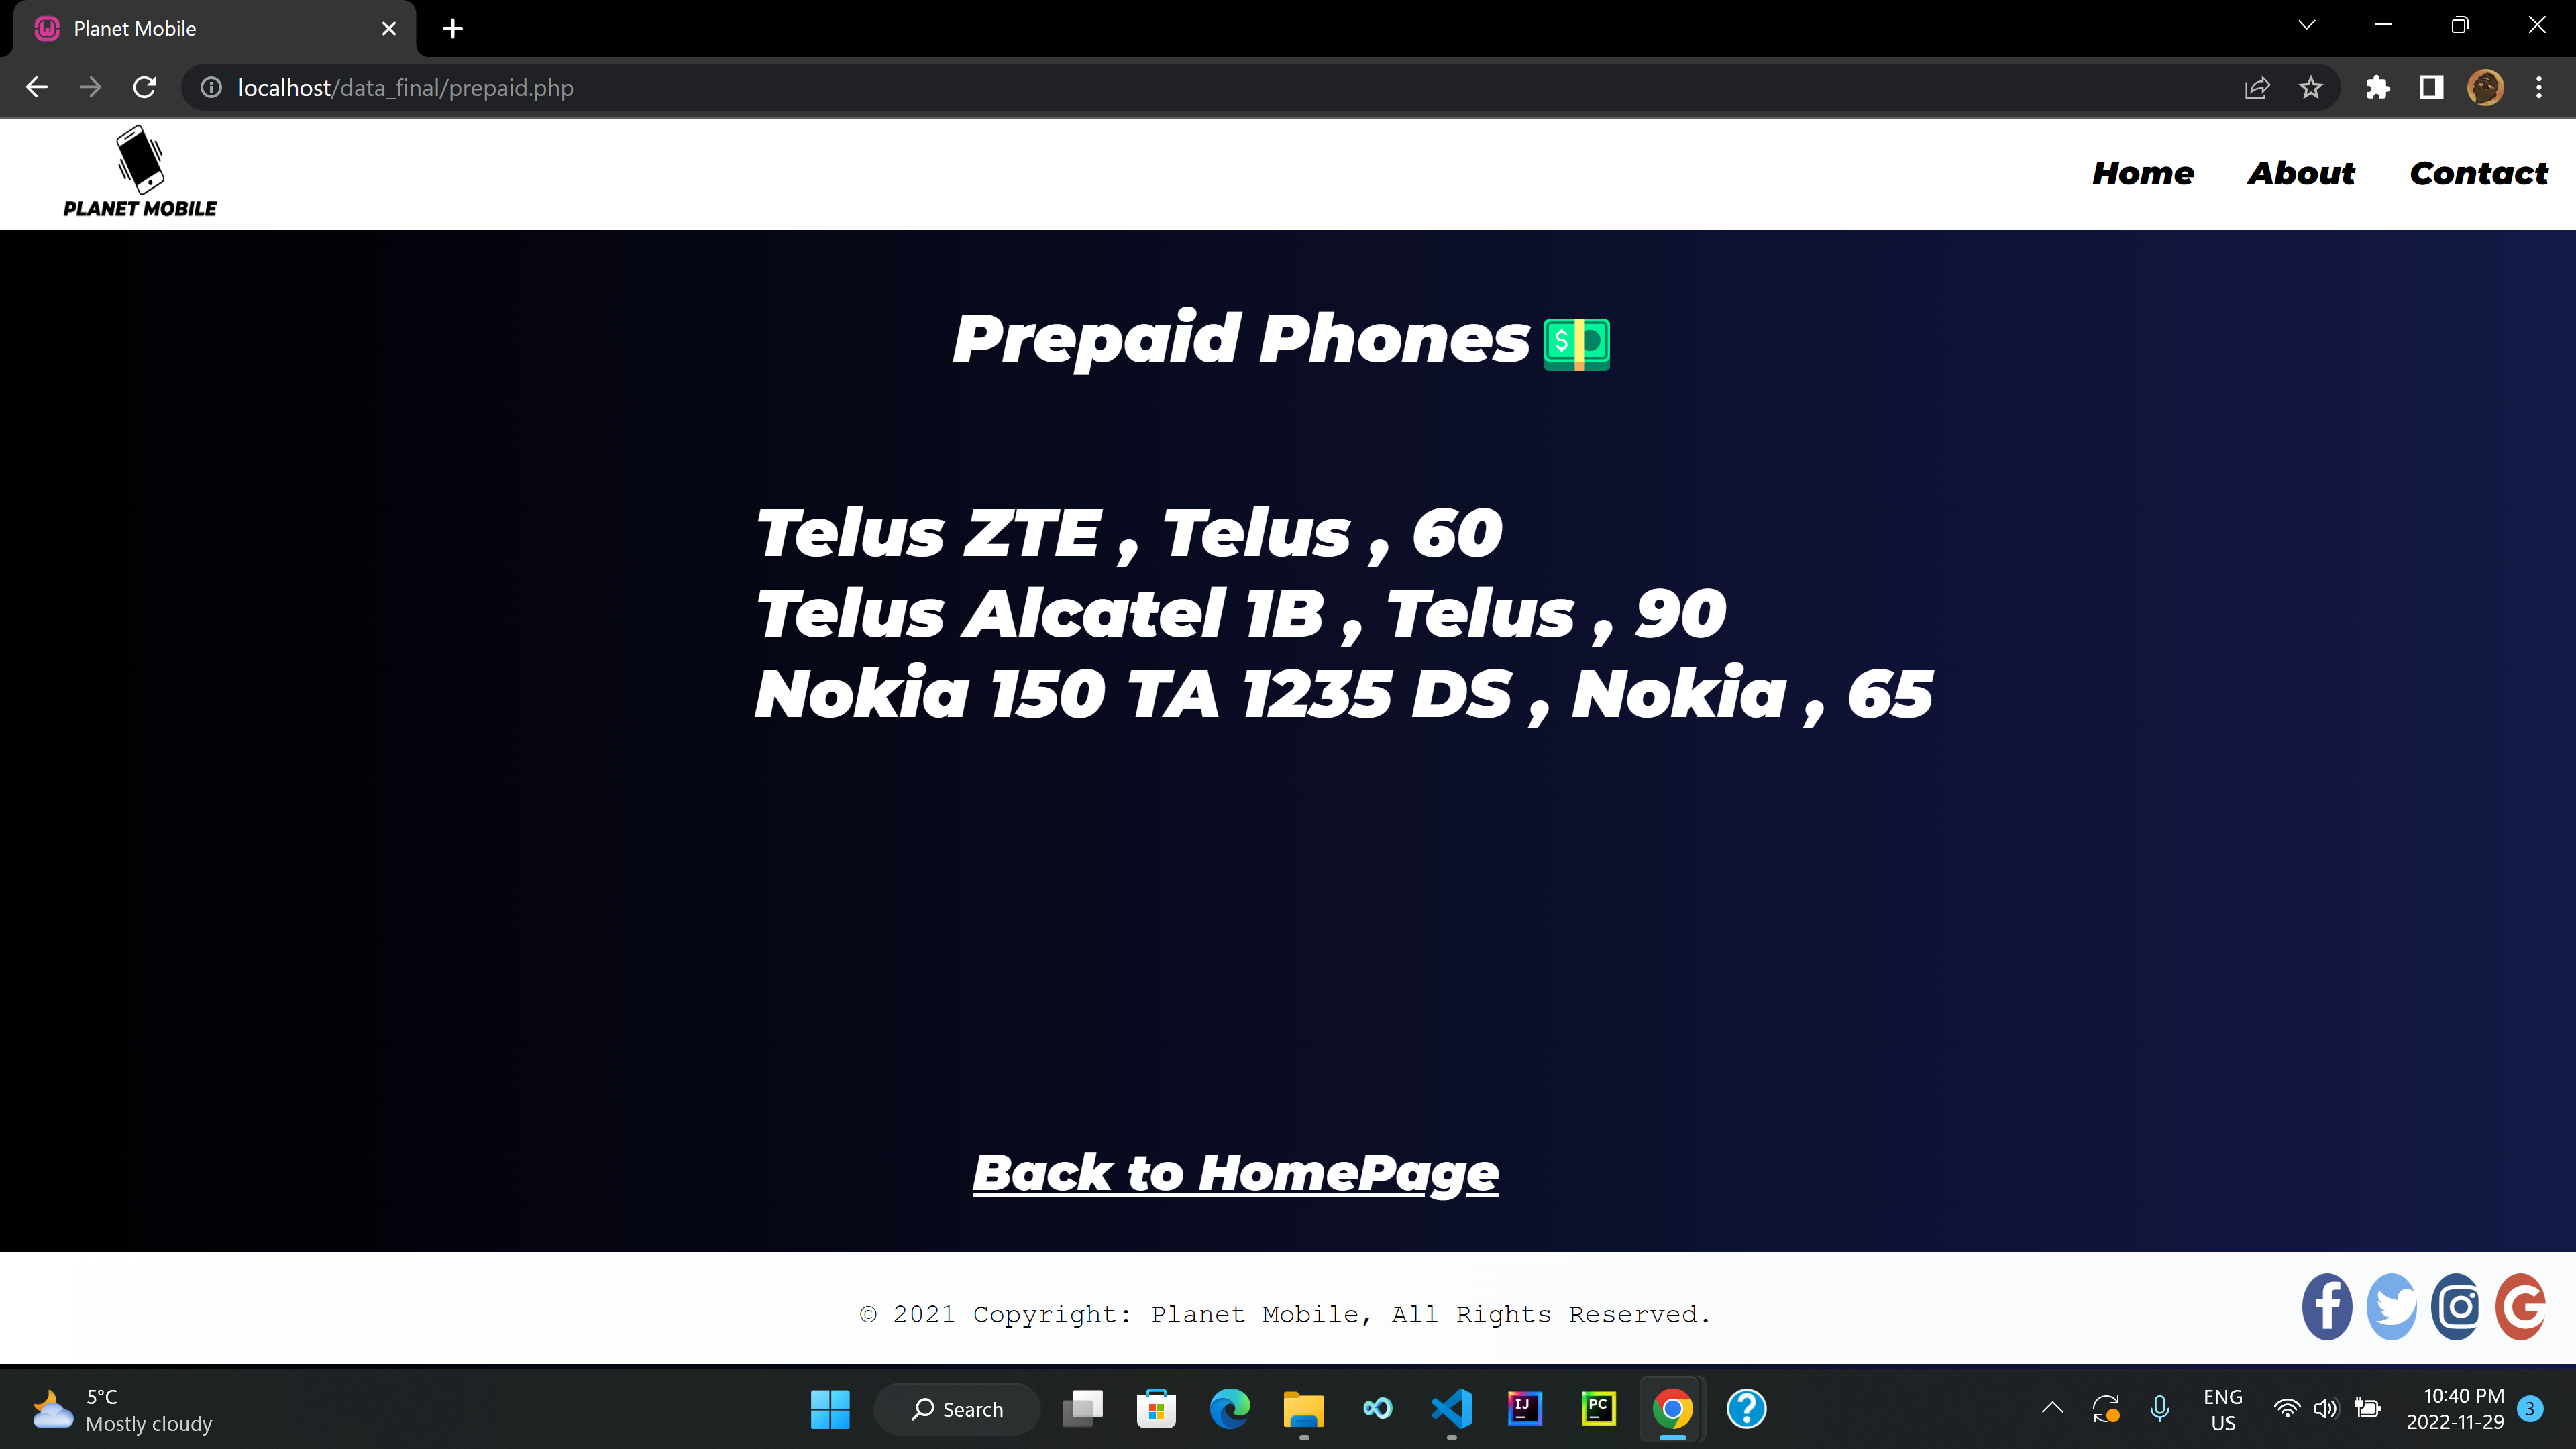 Planet Mobile
localhost/data_final/prepaid.php
PLANET MOBILE
Home About Contact
Prepaid Phones
Telus ZTE , Telus , 60
Telus Alcatel 1B , Telus , 90
Nokia 150 TA 1235 DS , Nokia , 65
Back to HomePage
© 2021 Copyright: Planet Mobile, All Rights Reserved.
5°C
Mostly cloudy
Search
IJ
PC
ENG
US
10:40 PM
2022-11-29
3